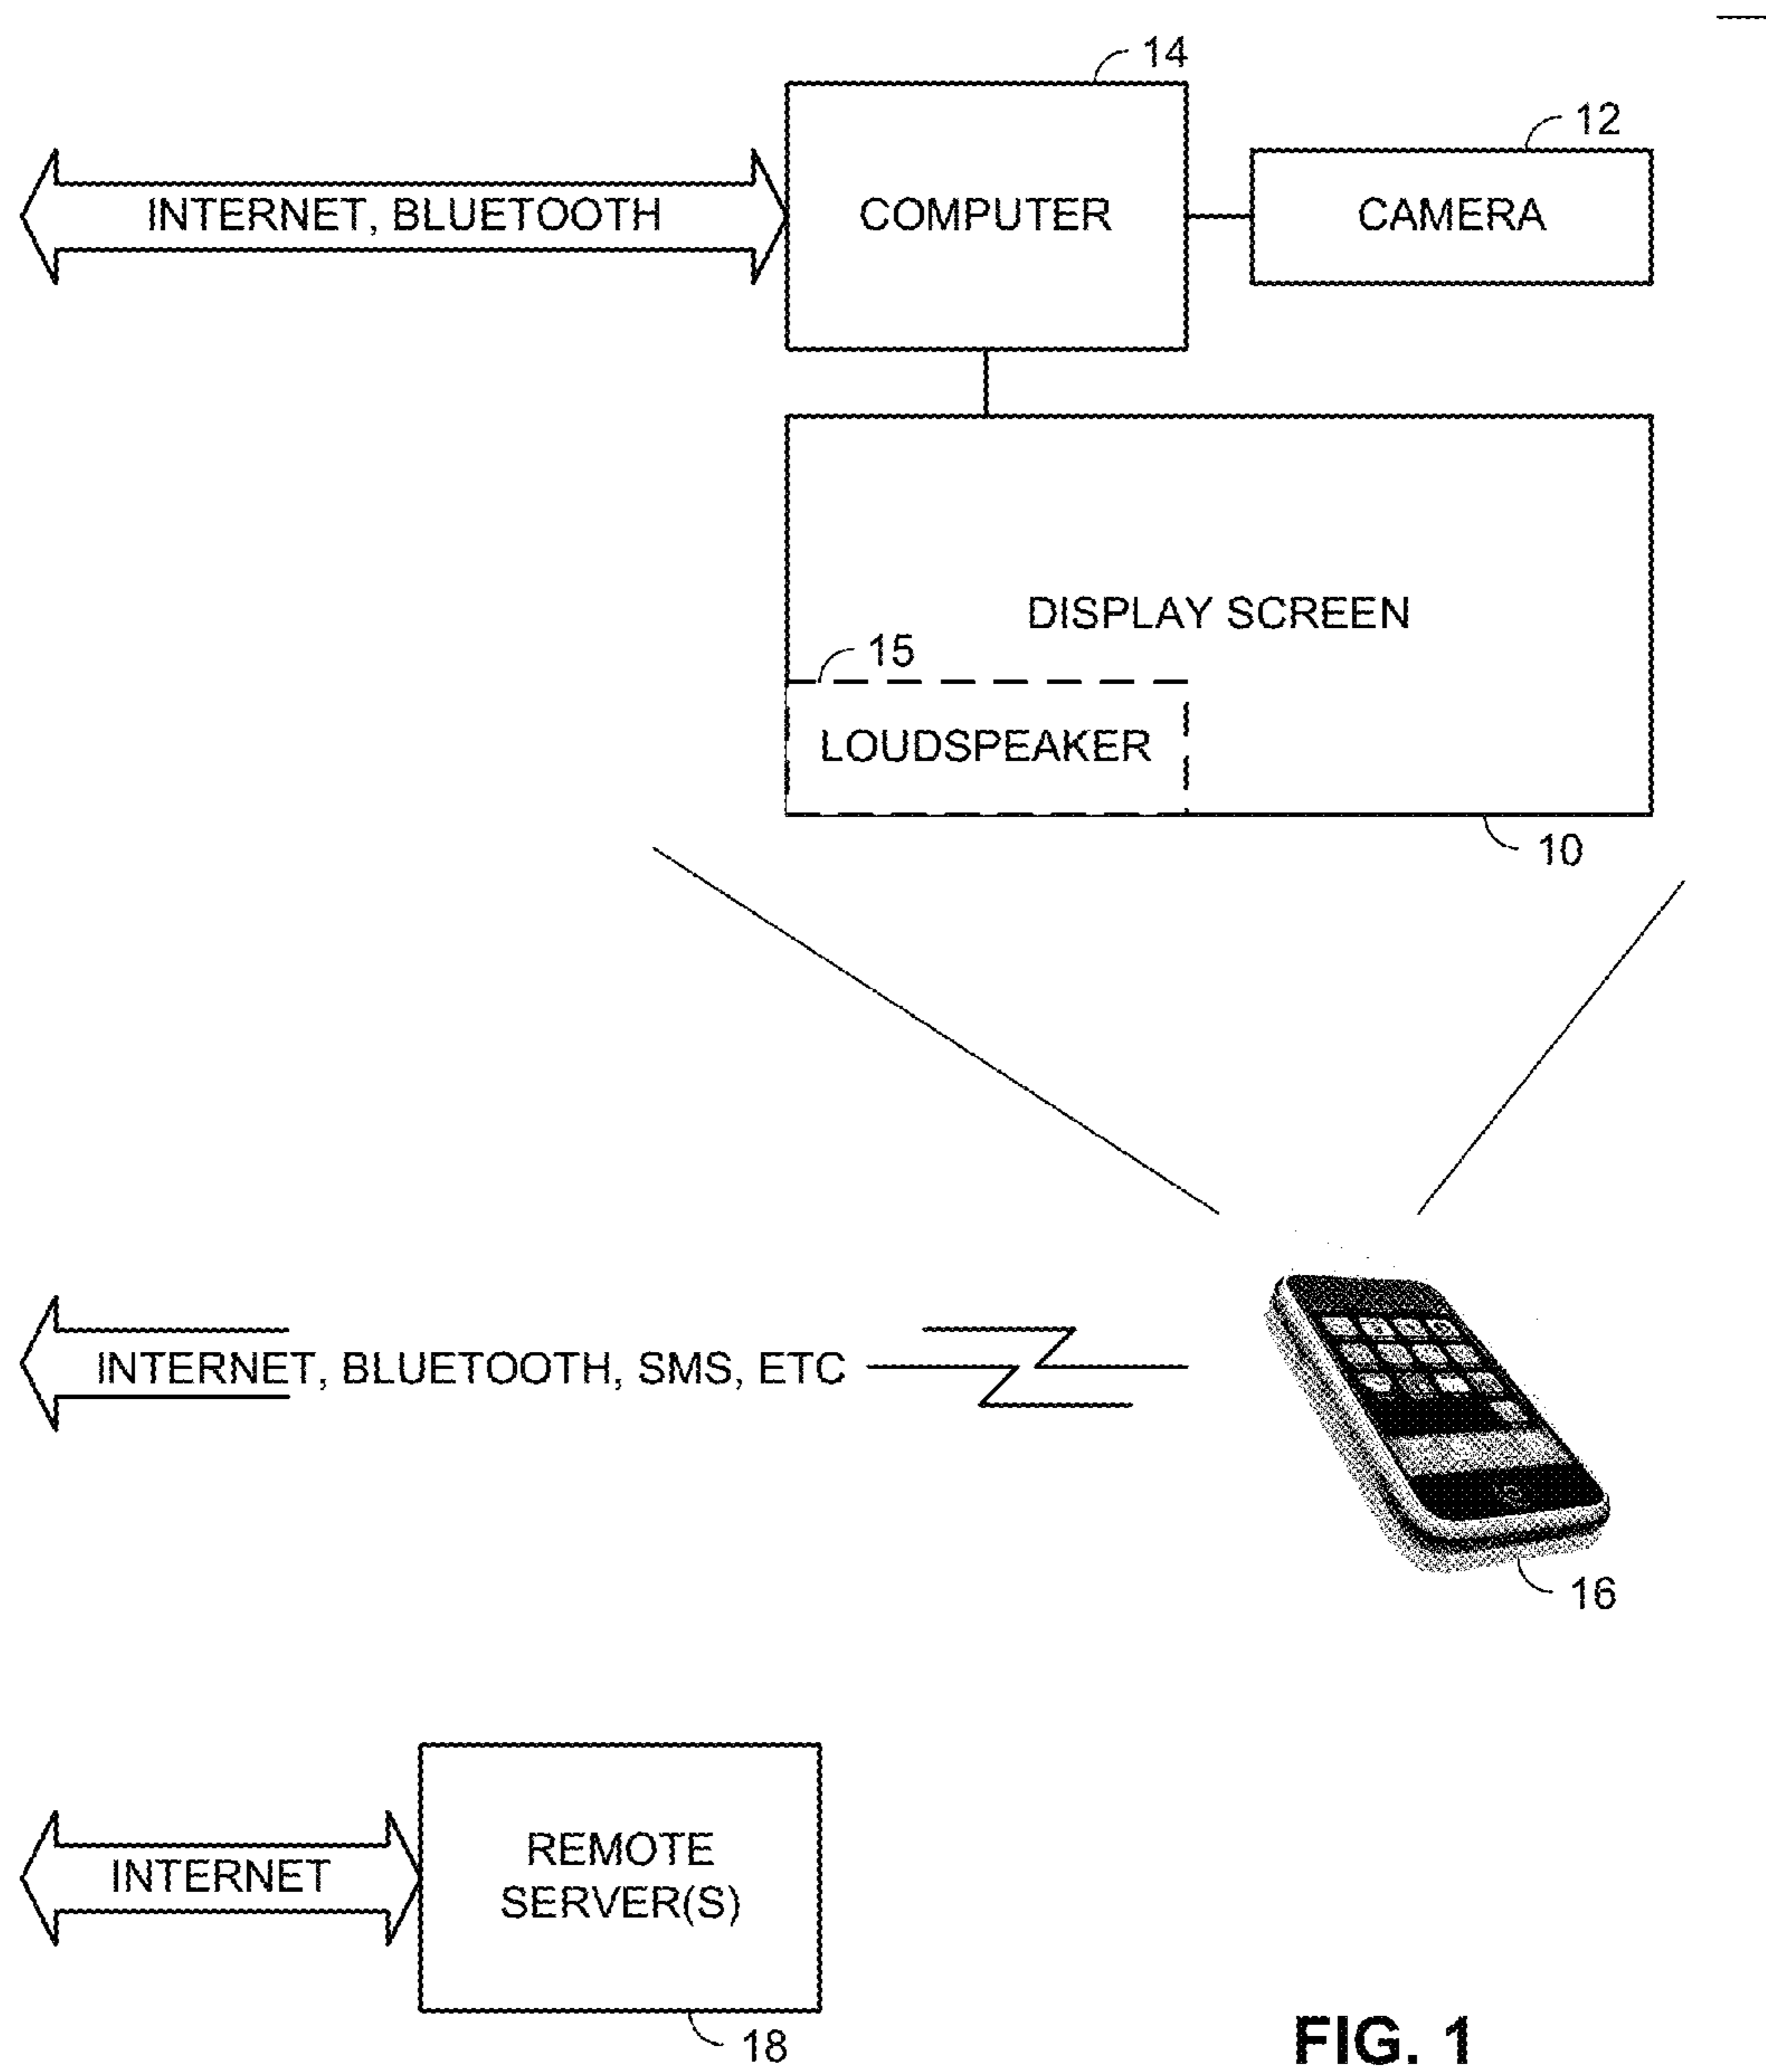 14
12
INTERNET, BLUETOOTH
COMPUTER
CAMERA
DISPLAY SCREEN
15
LOUDSPEAKER
10
INTERNET, BLUETOOTH, SMS, ETC
16
INTERNET
REMOTE
SERVER(S)
18
FIG. 1